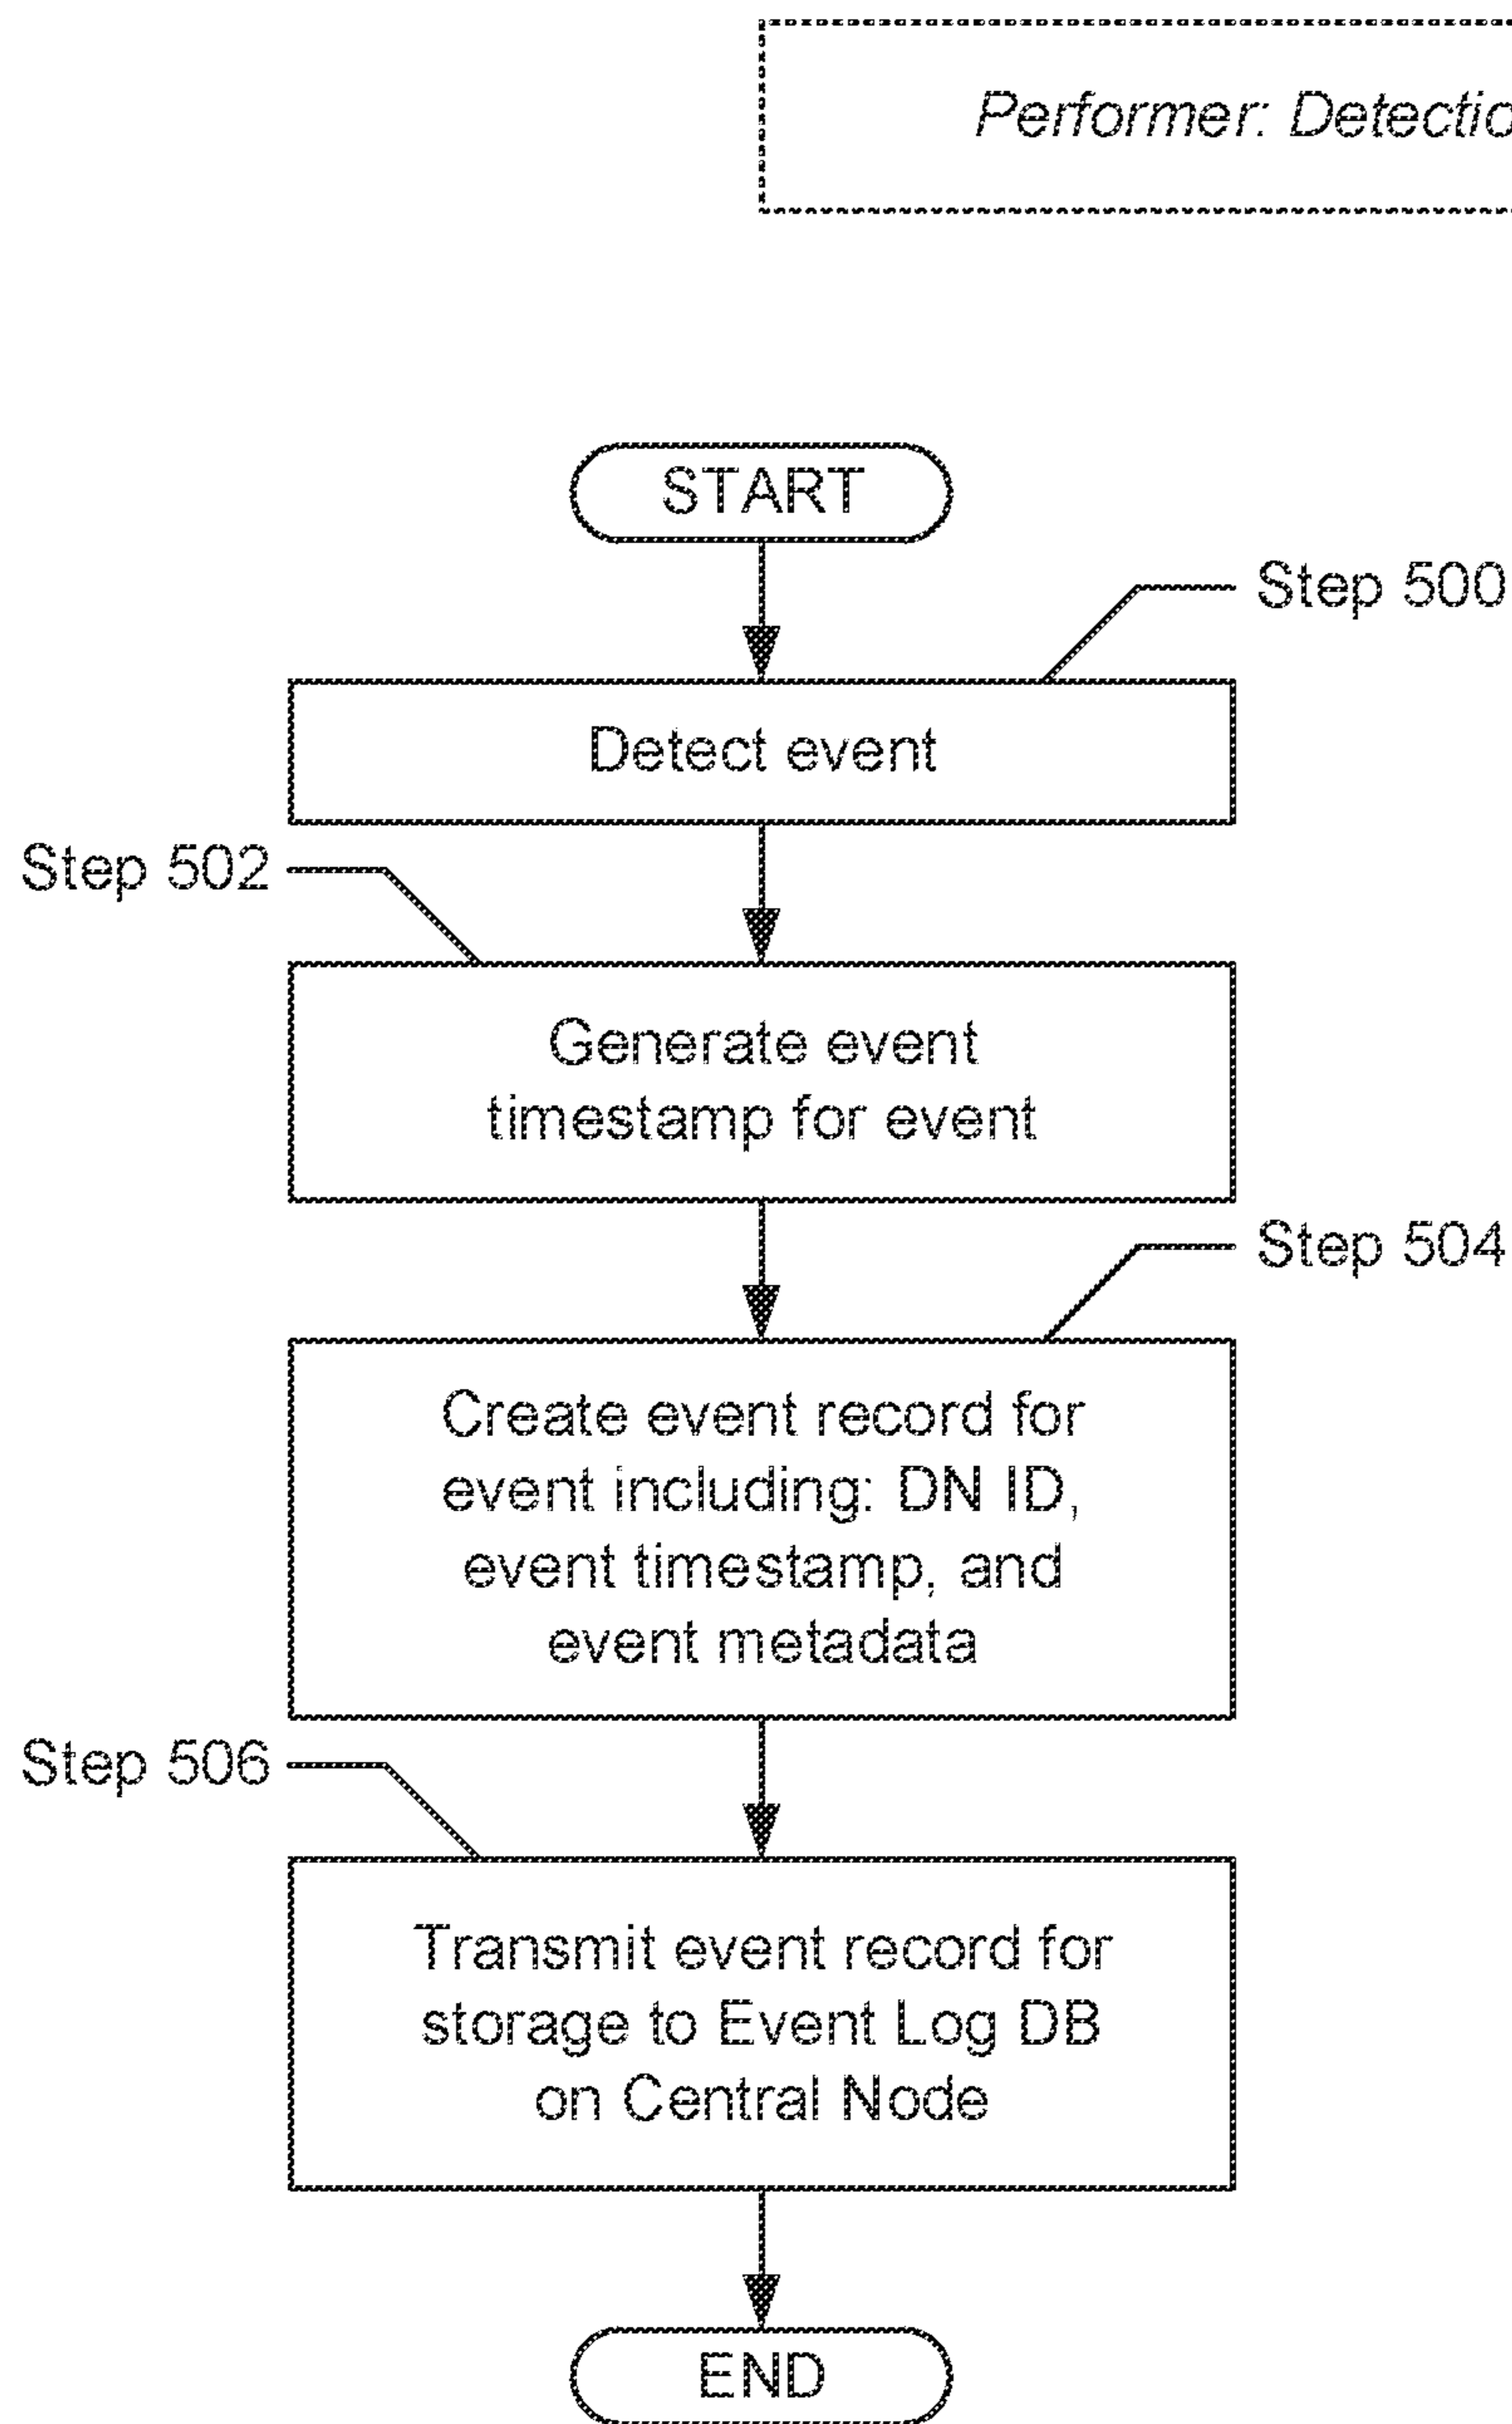 Performer: Detectio
START
Step 500
Detect event
Step 502
Generate event
timestamp for event
Step 504
Create event record for
event including: DN ID,
event timestamp, and
event metadata
Step 506
Transmit event record for
storage to Event Log DB
on Central Node
END